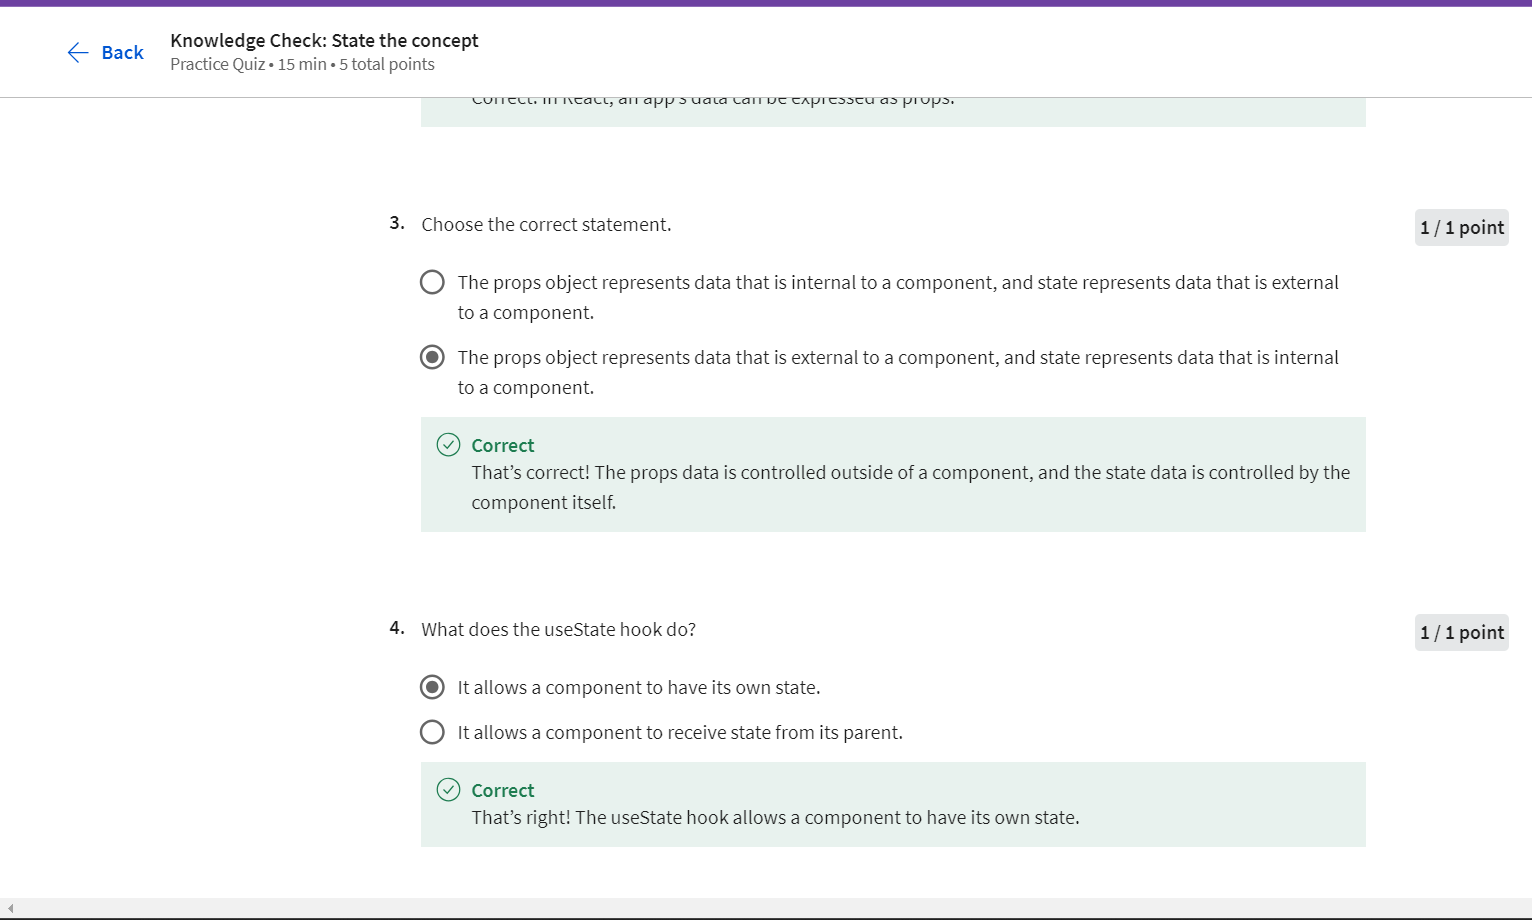 Back
Knowledge Check: State the concept
Practice Quiz • 15 min • 5 total points
Correct. In React, an app's data can be expressed as props.
3. Choose the correct statement.
1 / 1 point
The props object represents data that is internal to a component, and state represents data that is external
to a component.
The props object represents data that is external to a component, and state represents data that is internal
to a component.
Correct
That’s correct! The props data is controlled outside of a component, and the state data is controlled by the
component itself.
4. What does the useState hook do?
1 / 1 point
It allows a component to have its own state.
It allows a component to receive state from its parent.
Correct
That’s right! The useState hook allows a component to have its own state.